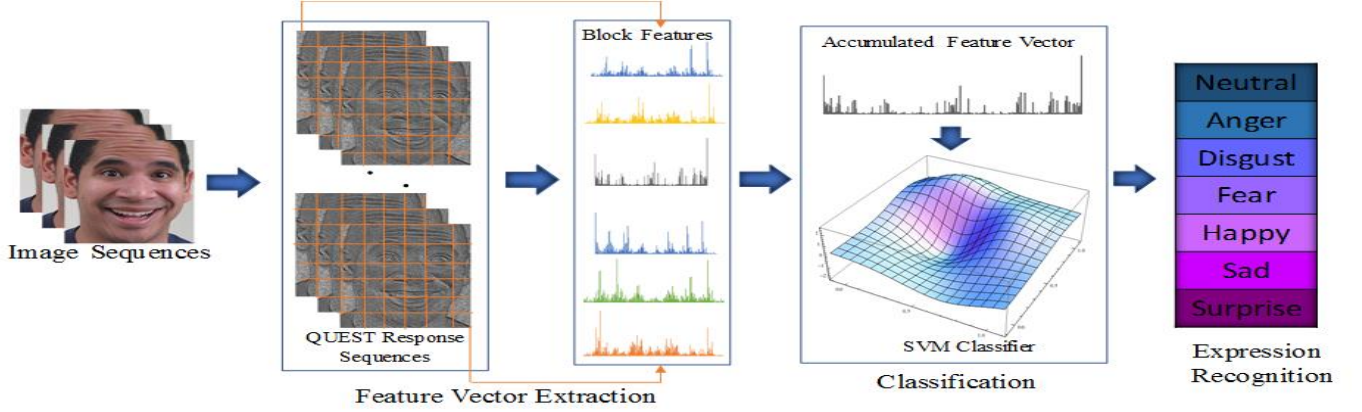 Image Sequences
QUEST Response
Sequences
Feature Vector Extraction
Block Features
Accumulated Feature Vector
SVM Classifier
Classification
Neutral
Anger
Disgust
Fear
Happy
Sad
Surprise
Expression
Recognition